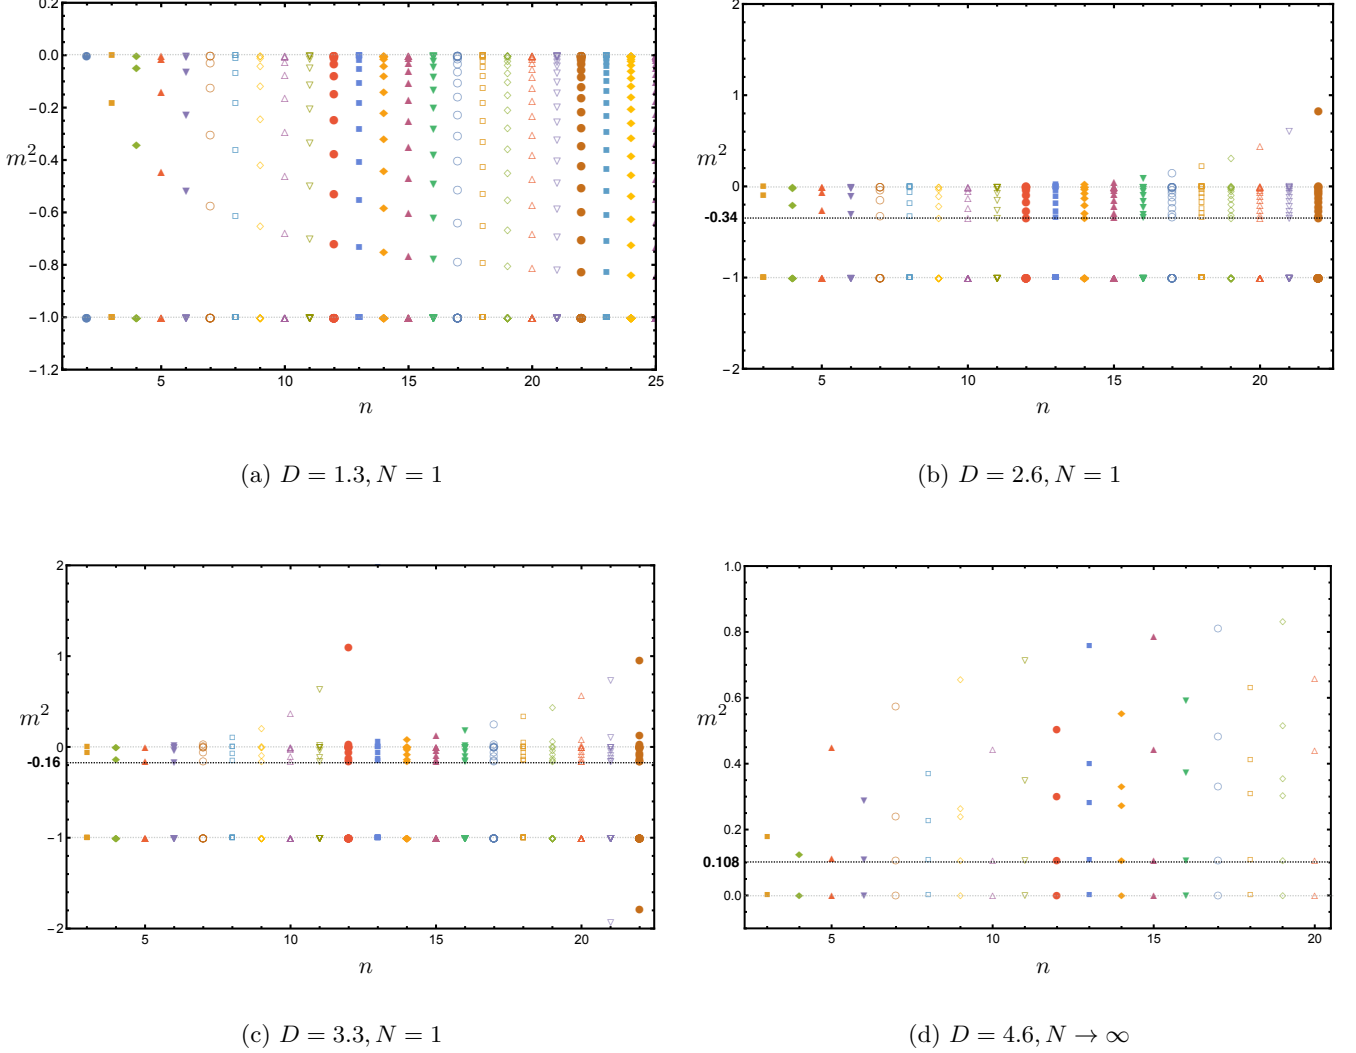 0.2
0.0
−0.2
m² −0.4
−0.6
−0.8
−1.0
−1.2
5 10 15 20 25
n
(a) D = 1.3, N = 1
2
1
m²
0
-0.34
−1
−2
5 10 15 20
n
(b) D = 2.6, N = 1
2
1
m²
0
-0.16
−1
−2
5 10 15 20
n
(c) D = 3.3, N = 1
1.0
0.8
0.6
m²
0.4
0.2
0.108
0.0
5 10 15 20
n
(d) D = 4.6, N → ∞